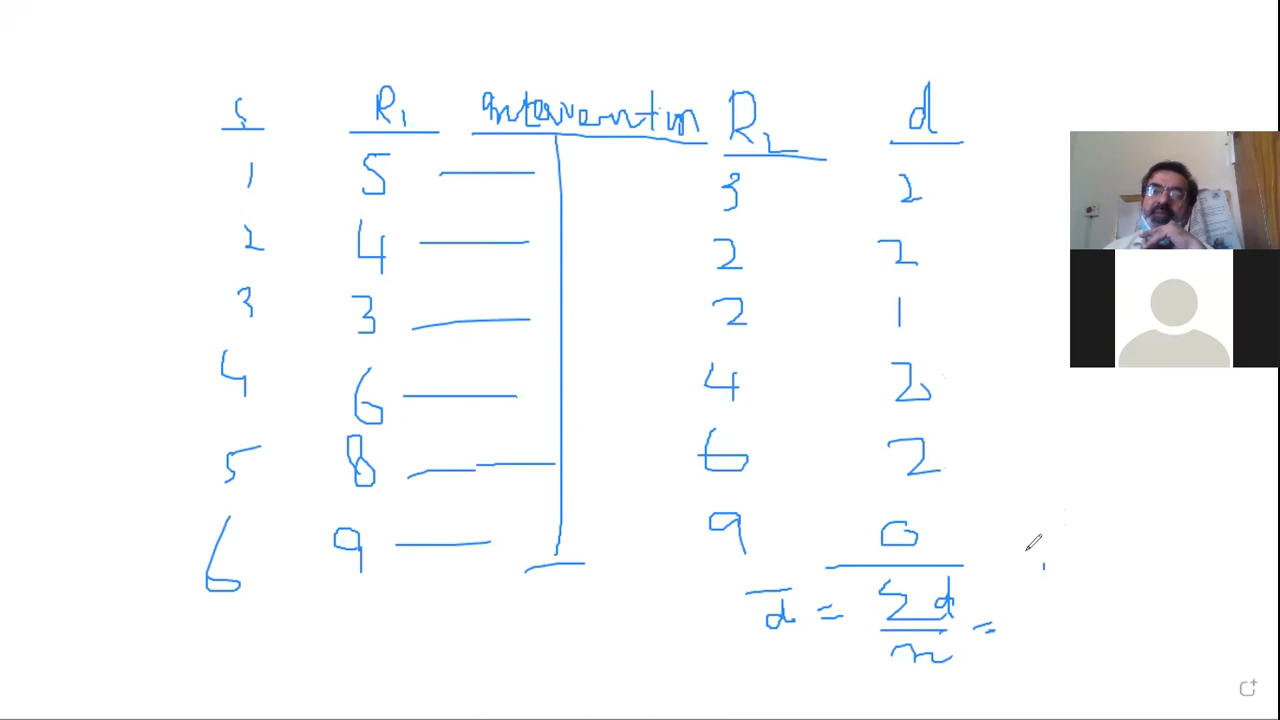 S R₁ Intervention R₂ d
1 5 3 2
2 4 2 2
3 3 2 1
4 6 4 2
5 8 6 2
6 9 9 0
d̅ = Σd/n =